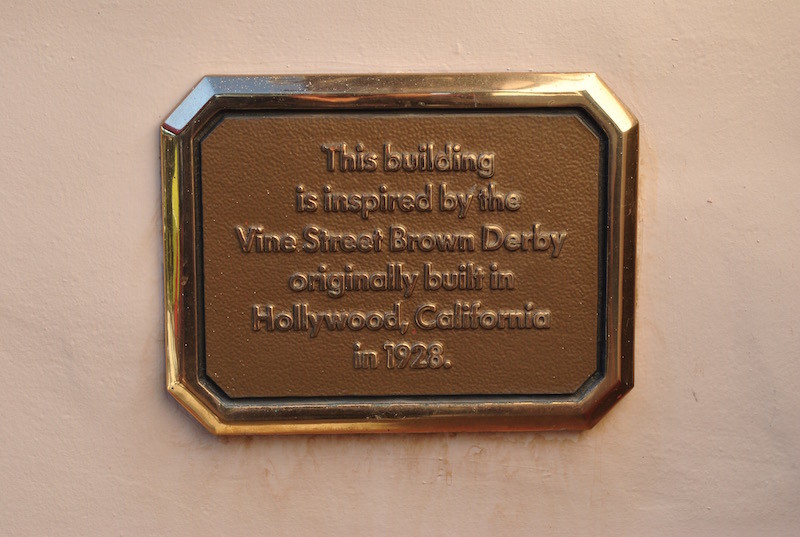 This building
is inspired by the
Vine Street Brown Derby
originally built in
Hollywood, California
in 1928.